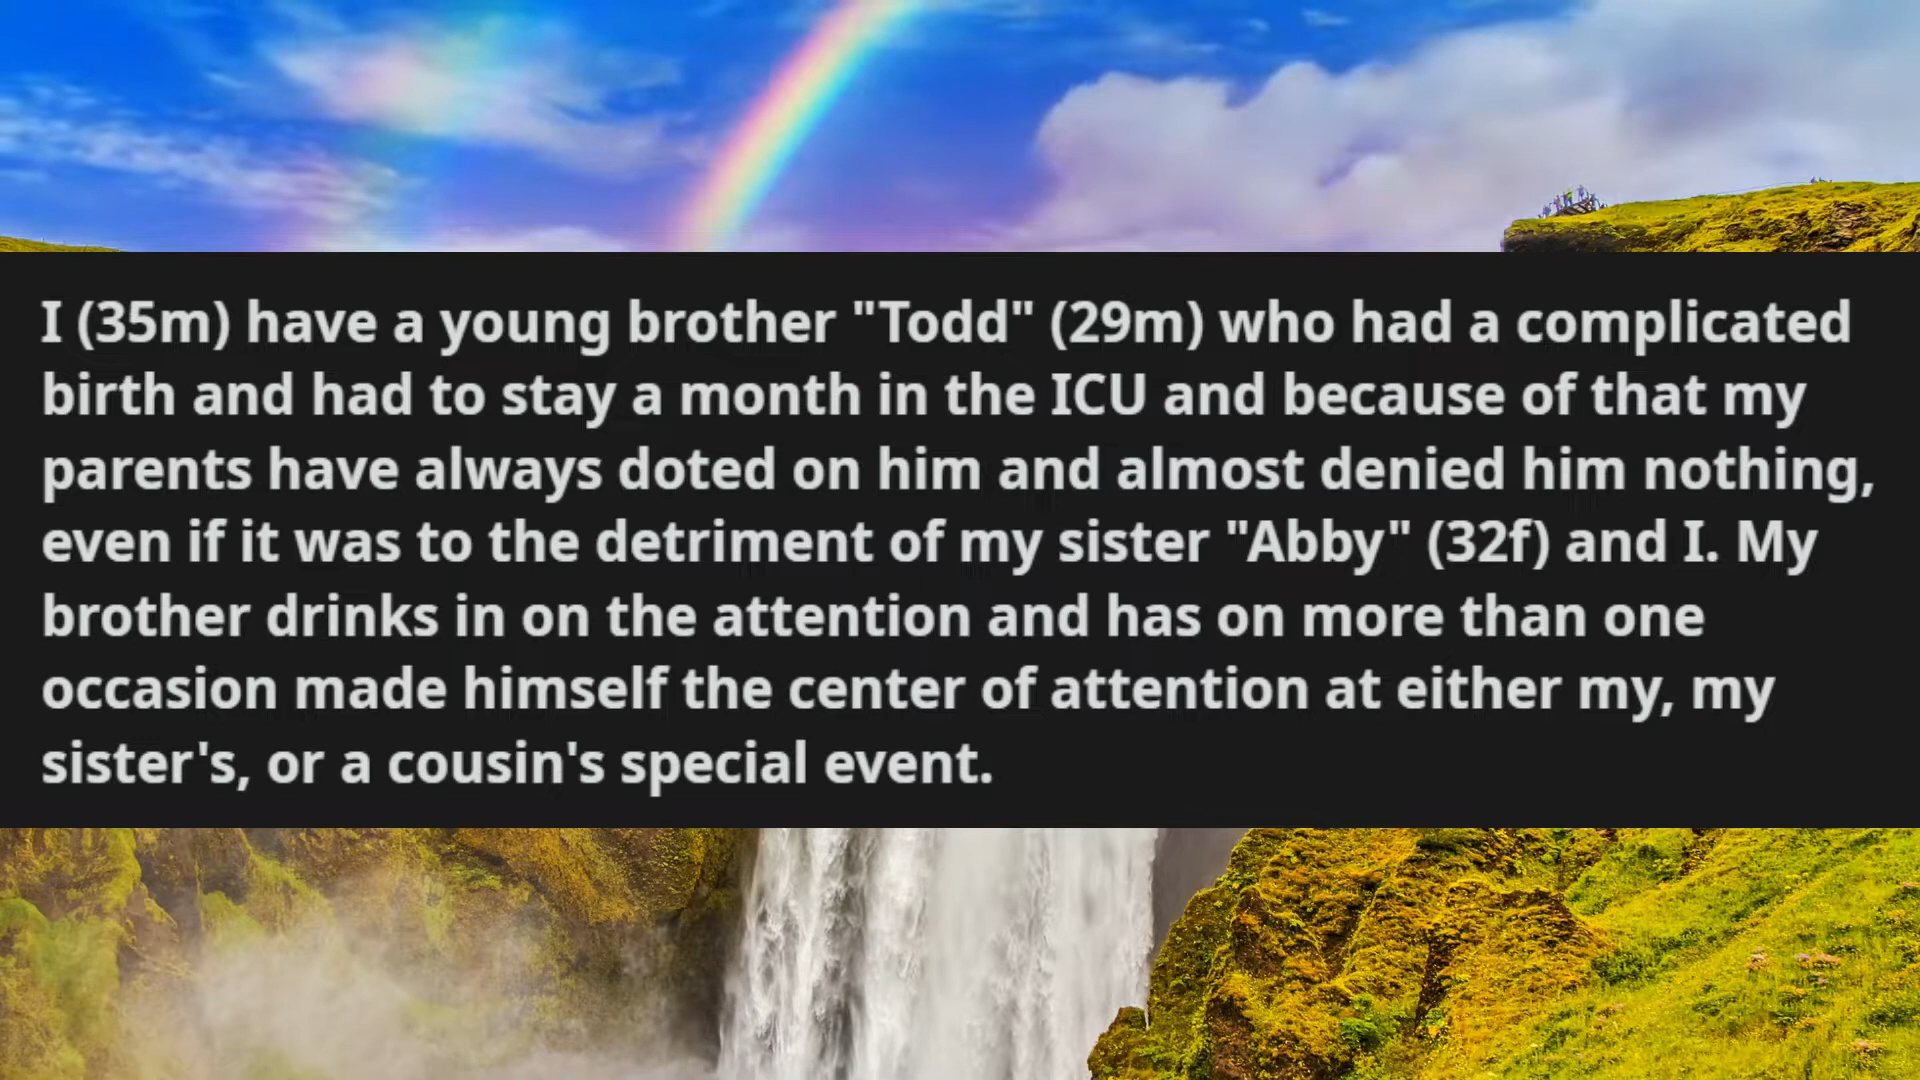 I (35m) have a young brother "Todd" (29m) who had a complicated
birth and had to stay a month in the ICU and because of that my
parents have always doted on him and almost denied him nothing,
even if it was to the detriment of my sister "Abby" (32f) and I. My
brother drinks in on the attention and has on more than one
occasion made himself the center of attention at either my, my
sister's, or a cousin's special event.